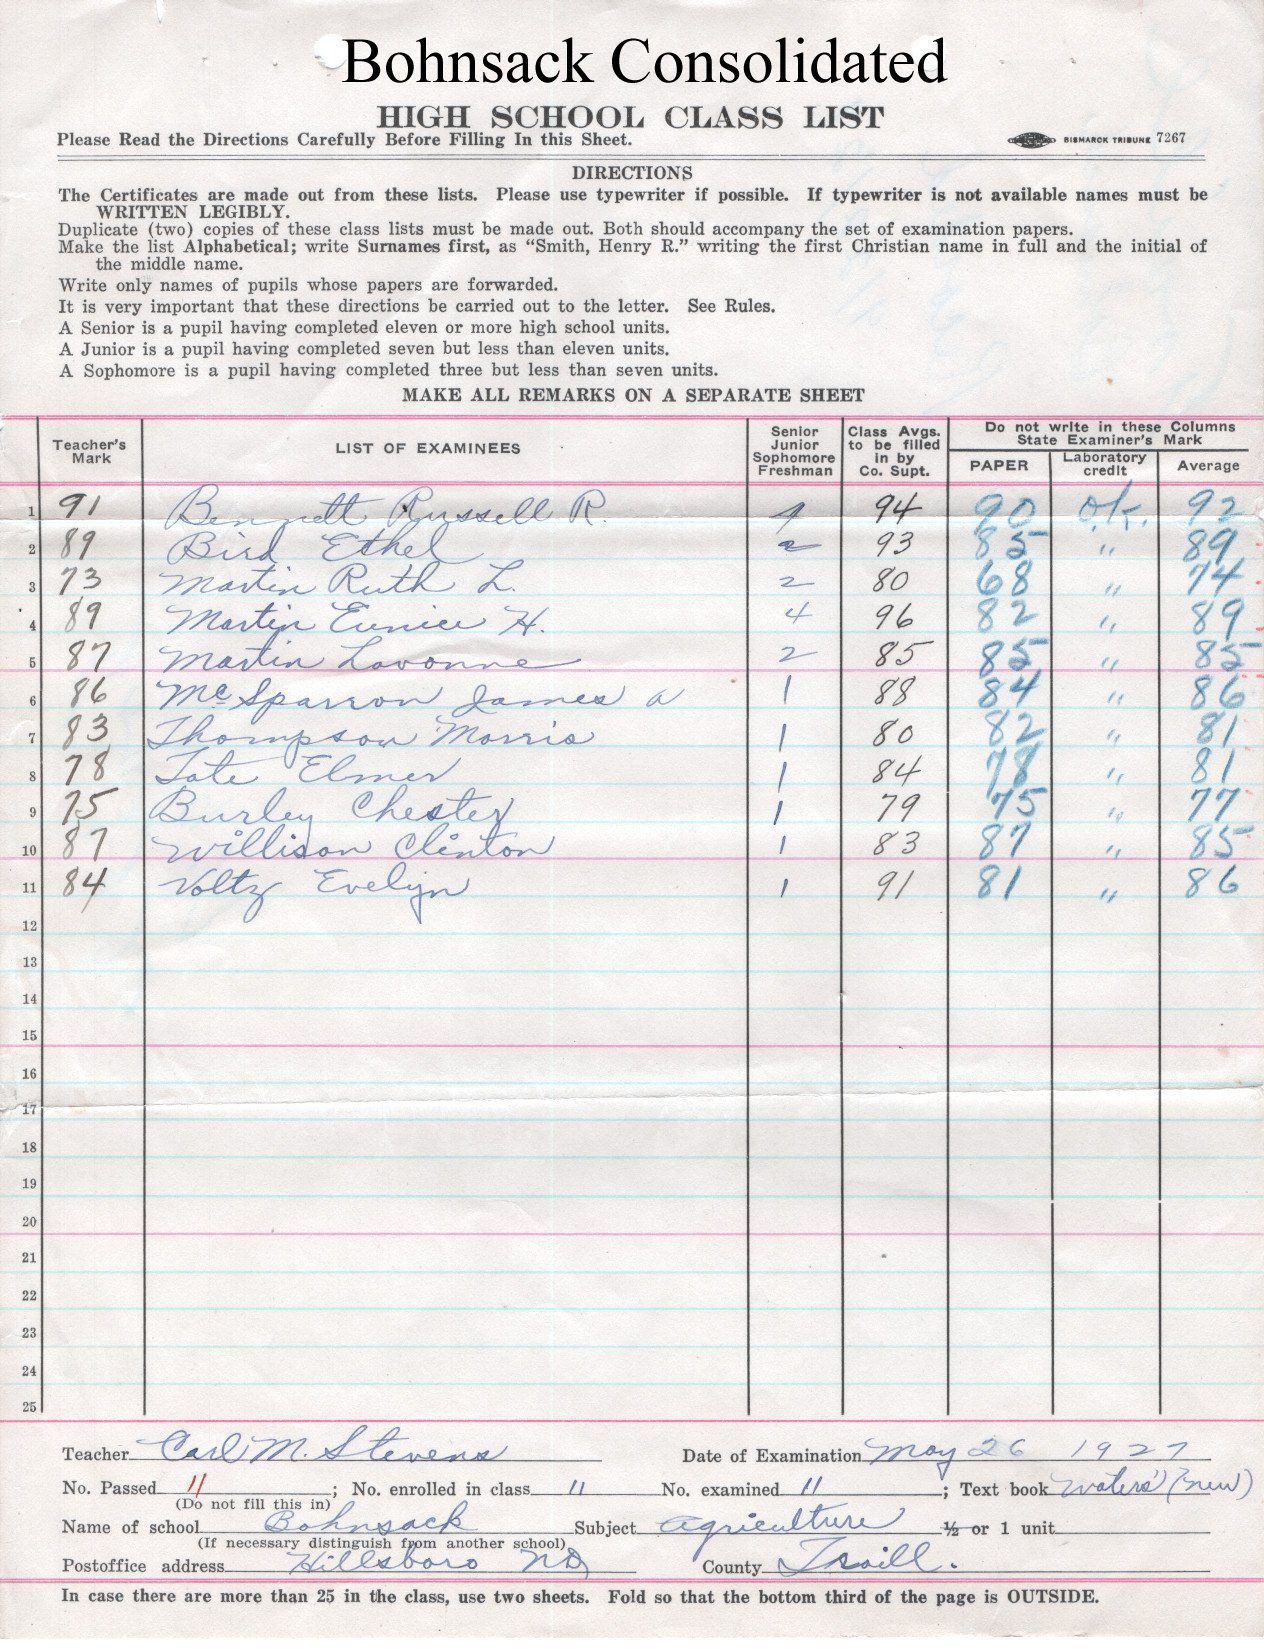 Bohnsack Consolidated
HIGH SCHOOL CLASS LIST
Please Read the Directions Carefully Before Filling In this Sheet. BISMARCK TRIBUNE 7267
DIRECTIONS
The Certificates are made out from these lists. Please use typewriter if possible. If typewriter is not available names must be
WRITTEN LEGIBLY.
Duplicate (two) copies of these class lists must be made out. Both should accompany the set of examination papers.
Make the list Alphabetical; write Surnames first, as "Smith, Henry R." writing the first Christian name in full and the initial of
the middle name.
Write only names of pupils whose papers are forwarded.
It is very important that these directions be carried out to the letter. See Rules.
A Senior is a pupil having completed eleven or more high school units.
A Junior is a pupil having completed seven but less than eleven units.
A Sophomore is a pupil having completed three but less than seven units.
MAKE ALL REMARKS ON A SEPARATE SHEET
Teacher's Mark LIST OF EXAMINEES Senior Junior Sophomore Freshman Class Avgs. to be filled in by Co. Supt. Do not write in these Columns State Examiner's Mark PAPER Laboratory credit Average
1 91 Bennett Russell R. 94 90 o.k. 92
2 89 Bird Ethel 2 93 85 " 89
3 73 Martin Ruth L. 2 80 68 " 74
4 89 Martin Eunice H. 4 96 82 " 89
5 87 Martin Lavonne 2 85 85 " 85
6 86 McSparron James A 1 88 84 " 86
7 83 Thompson Morris 1 80 82 " 81
8 78 Tate Elmer 1 84 78 " 81
9 75 Burley Chester 1 79 75 " 77
10 87 Willison Clinton 1 83 87 " 85
11 84 Voltz Evelyn 1 91 81 " 86
12
13
14
15
16
17
18
19
20
21
22
23
24
25
Teacher Carl M. Stevens Date of Examination May 26 1927
No. Passed 11; No. enrolled in class 11 No. examined 11; Text book Waters' (new)
(Do not fill this in)
Name of school Bohnsack Subject Agriculture ½ or 1 unit
(If necessary distinguish from another school)
Postoffice address Hillsboro ND County Traill.
In case there are more than 25 in the class, use two sheets. Fold so that the bottom third of the page is OUTSIDE.